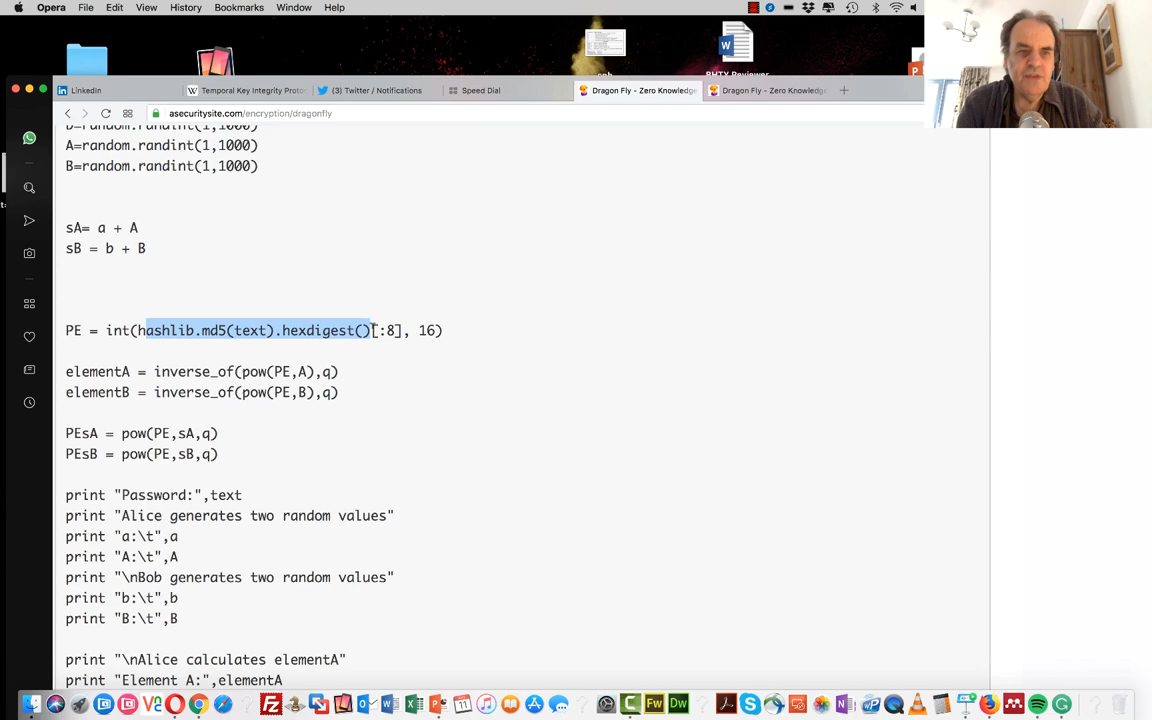 Opera File Edit View History Bookmarks Window Help
LinkedIn Temporal Key Integrity Proto (3) Twitter / Notifications Speed Dial Dragon Fly - Zero Knowledge Dragon Fly - Zero Knowledge
asecuritysite.com/encryption/dragonfly
A=random.randint(1,1000)
B=random.randint(1,1000)
sA= a + A
sB = b + B
PE = int(hashlib.md5(text).hexdigest()[:8], 16)
elementA = inverse_of(pow(PE,A),q)
elementB = inverse_of(pow(PE,B),q)
PEsA = pow(PE,sA,q)
PEsB = pow(PE,sB,q)
print "Password:",text
print "Alice generates two random values"
print "a:\t",a
print "A:\t",A
print "\nBob generates two random values"
print "b:\t",b
print "B:\t",B
print "\nAlice calculates elementA"
print "Element A:",elementA